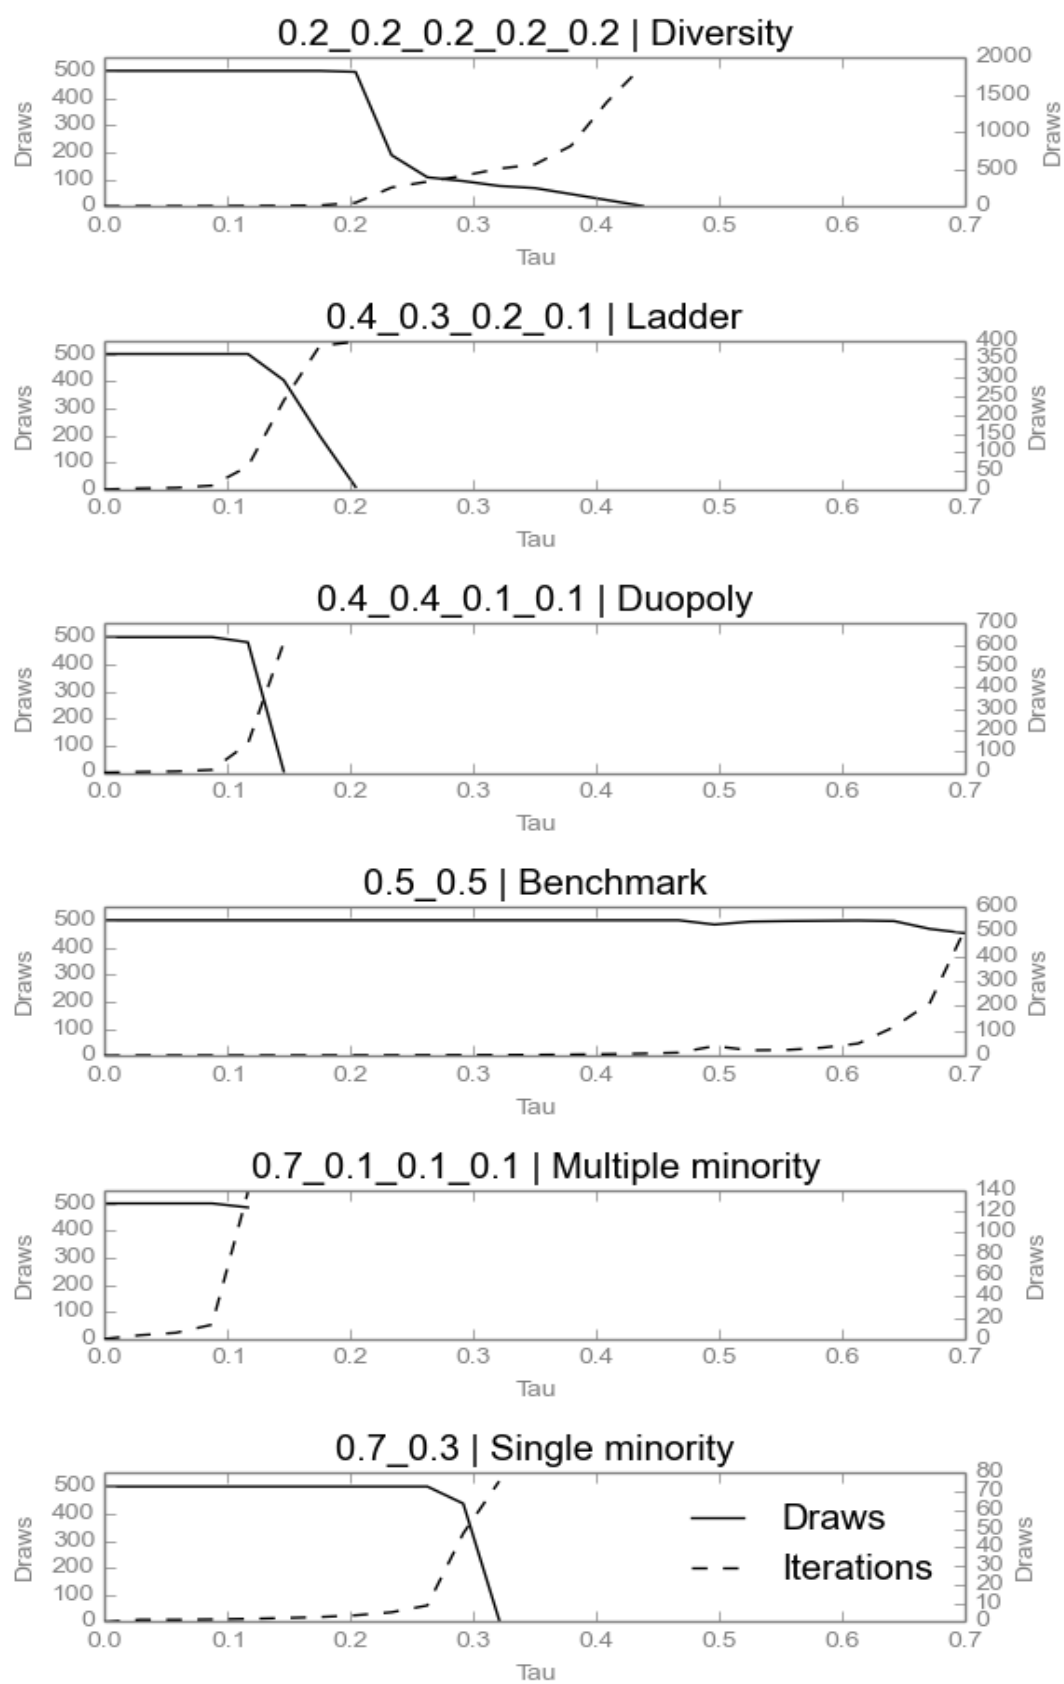 0.2_0.2_0.2_0.2_0.2 | Diversity
500 400 300 200 100 0
Draws
2000 1500 1000 500 0
Draws
0.0 0.1 0.2 0.3 0.4 0.5 0.6 0.7
Tau
0.4_0.3_0.2_0.1 | Ladder
500 400 300 200 100 0
Draws
400 350 300 250 200 150 100 50 0
Draws
0.0 0.1 0.2 0.3 0.4 0.5 0.6 0.7
Tau
0.4_0.4_0.1_0.1 | Duopoly
500 400 300 200 100 0
Draws
700 600 500 400 300 200 100 0
Draws
0.0 0.1 0.2 0.3 0.4 0.5 0.6 0.7
Tau
0.5_0.5 | Benchmark
500 400 300 200 100 0
Draws
600 500 400 300 200 100 0
Draws
0.0 0.1 0.2 0.3 0.4 0.5 0.6 0.7
Tau
0.7_0.1_0.1_0.1 | Multiple minority
500 400 300 200 100 0
Draws
140 120 100 80 60 40 20 0
Draws
0.0 0.1 0.2 0.3 0.4 0.5 0.6 0.7
Tau
0.7_0.3 | Single minority
500 400 300 200 100 0
Draws
80 70 60 50 40 30 20 10 0
Draws
Draws
Iterations
0.0 0.1 0.2 0.3 0.4 0.5 0.6 0.7
Tau